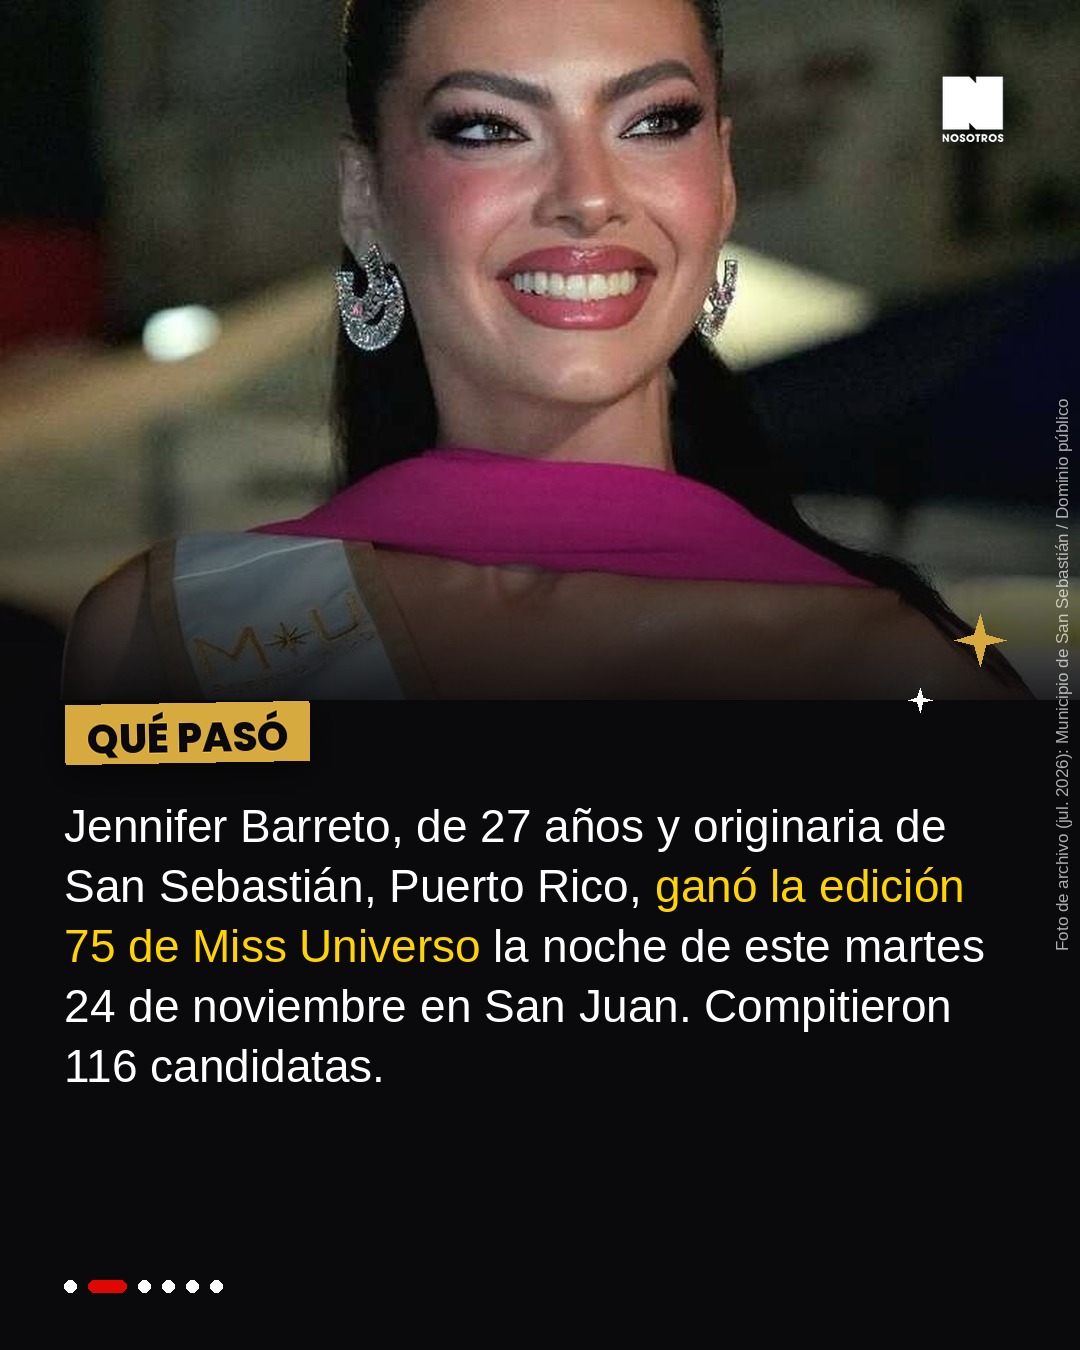 NOSOTROS
M U
QUÉ PASÓ
Jennifer Barreto, de 27 años y originaria de
San Sebastián, Puerto Rico, ganó la edición
75 de Miss Universo la noche de este martes
24 de noviembre en San Juan. Compitieron
116 candidatas.
Foto de archivo (jul. 2026): Municipio de San Sebastián / Dominio público